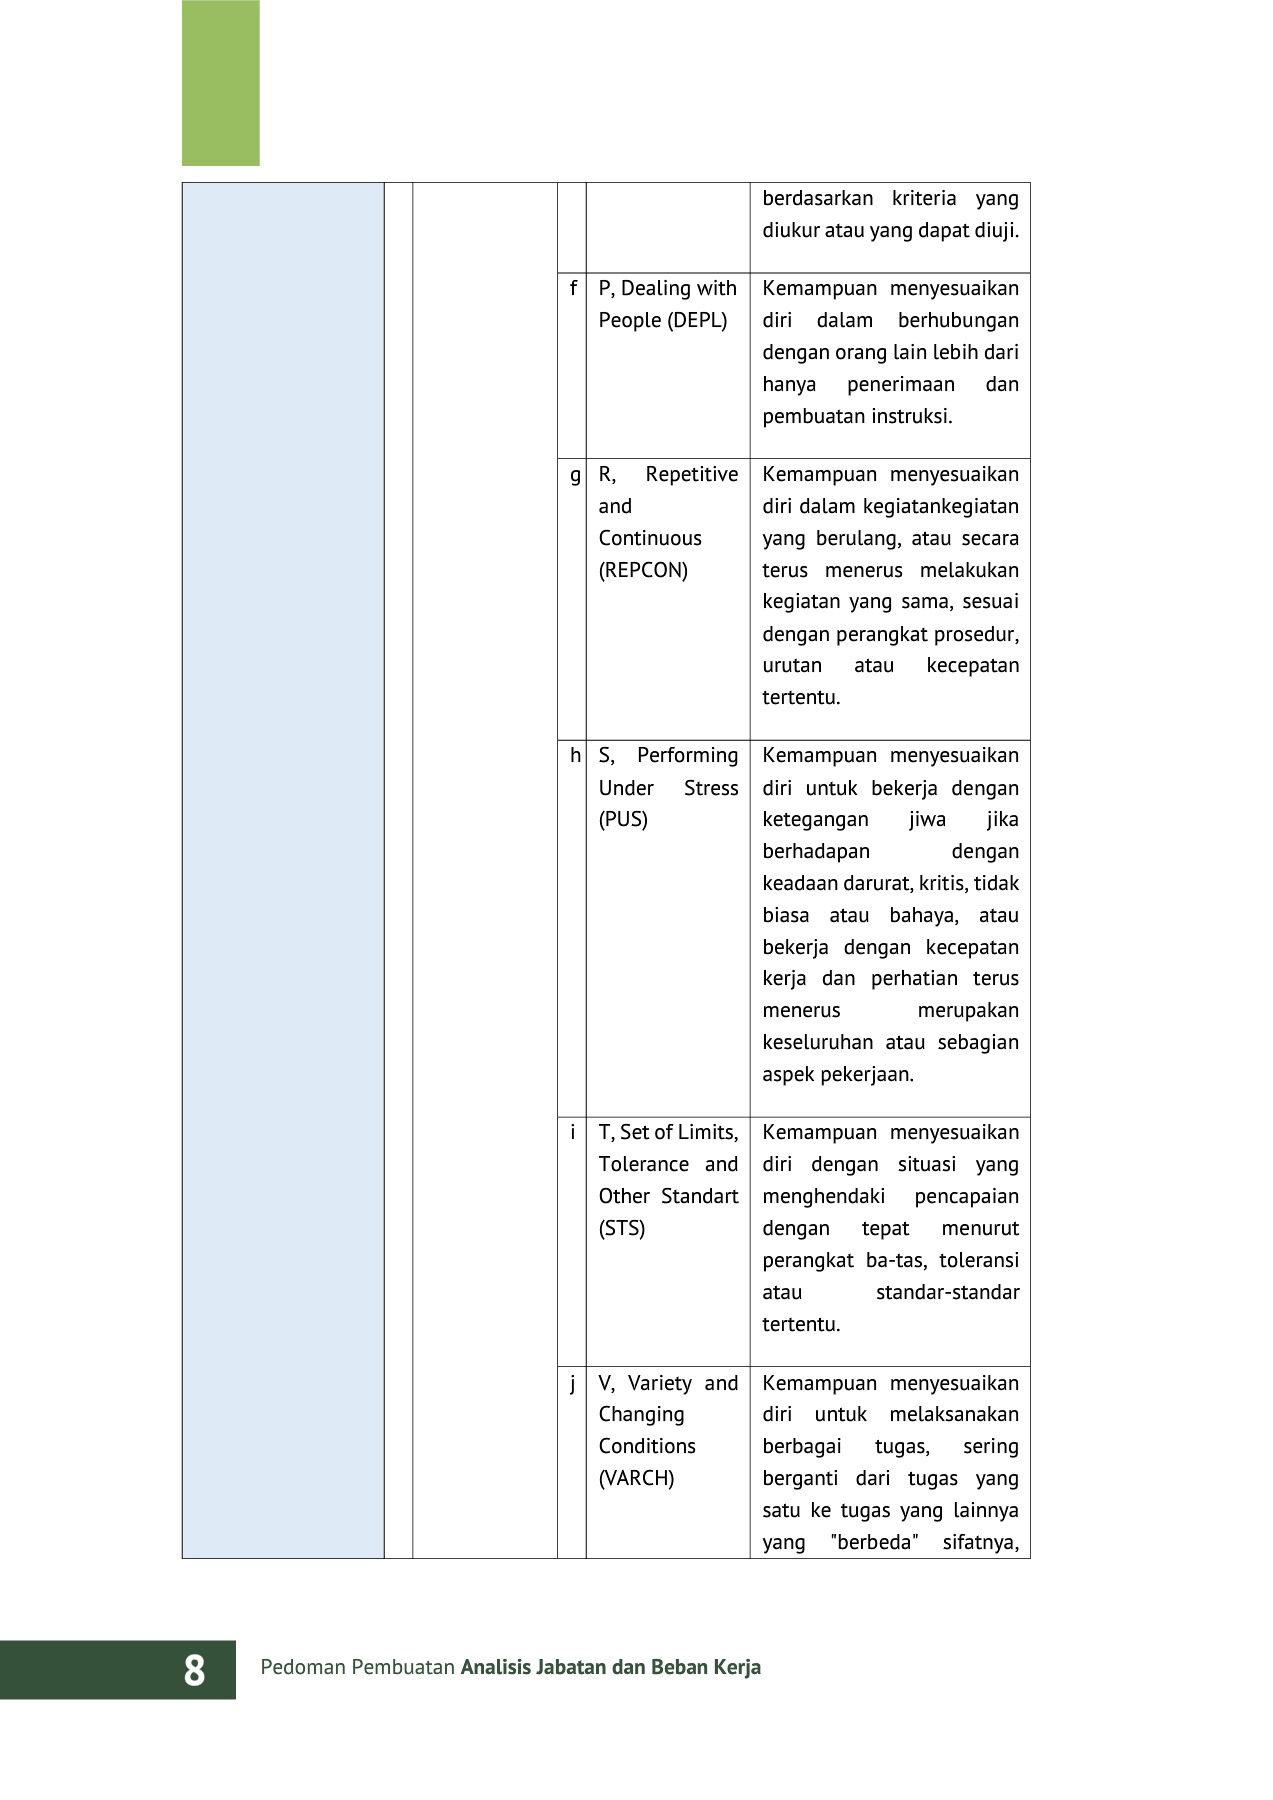 berdasarkan kriteria yang
diukur atau yang dapat diuji.
f
P, Dealing with
People (DEPL)
Kemampuan menyesuaikan
diri dalam berhubungan
dengan orang lain lebih dari
hanya penerimaan dan
pembuatan instruksi.
g
R, Repetitive
and
Continuous
(REPCON)
Kemampuan menyesuaikan
diri dalam kegiatankegiatan
yang berulang, atau secara
terus menerus melakukan
kegiatan yang sama, sesuai
dengan perangkat prosedur,
urutan atau kecepatan
tertentu.
h
S, Performing
Under Stress
(PUS)
Kemampuan menyesuaikan
diri untuk bekerja dengan
ketegangan jiwa jika
berhadapan dengan
keadaan darurat, kritis, tidak
biasa atau bahaya, atau
bekerja dengan kecepatan
kerja dan perhatian terus
menerus merupakan
keseluruhan atau sebagian
aspek pekerjaan.
i
T, Set of Limits,
Tolerance and
Other Standart
(STS)
Kemampuan menyesuaikan
diri dengan situasi yang
menghendaki pencapaian
dengan tepat menurut
perangkat ba-tas, toleransi
atau standar-standar
tertentu.
j
V, Variety and
Changing
Conditions
(VARCH)
Kemampuan menyesuaikan
diri untuk melaksanakan
berbagai tugas, sering
berganti dari tugas yang
satu ke tugas yang lainnya
yang "berbeda" sifatnya,
8
Pedoman Pembuatan Analisis Jabatan dan Beban Kerja